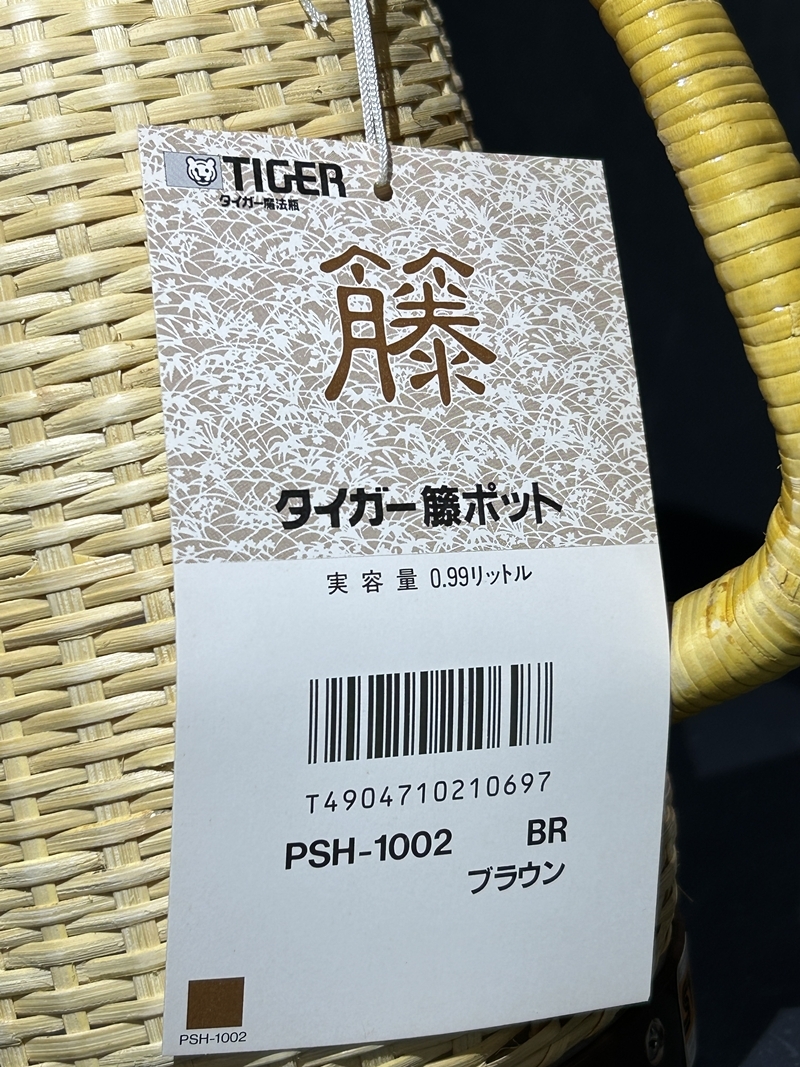 TIGER
タイガー魔法瓶
籐
タイガー籐ポット
実容量 0.99リットル
T4904710210697
PSH-1002 BR
ブラウン
PSH-1002